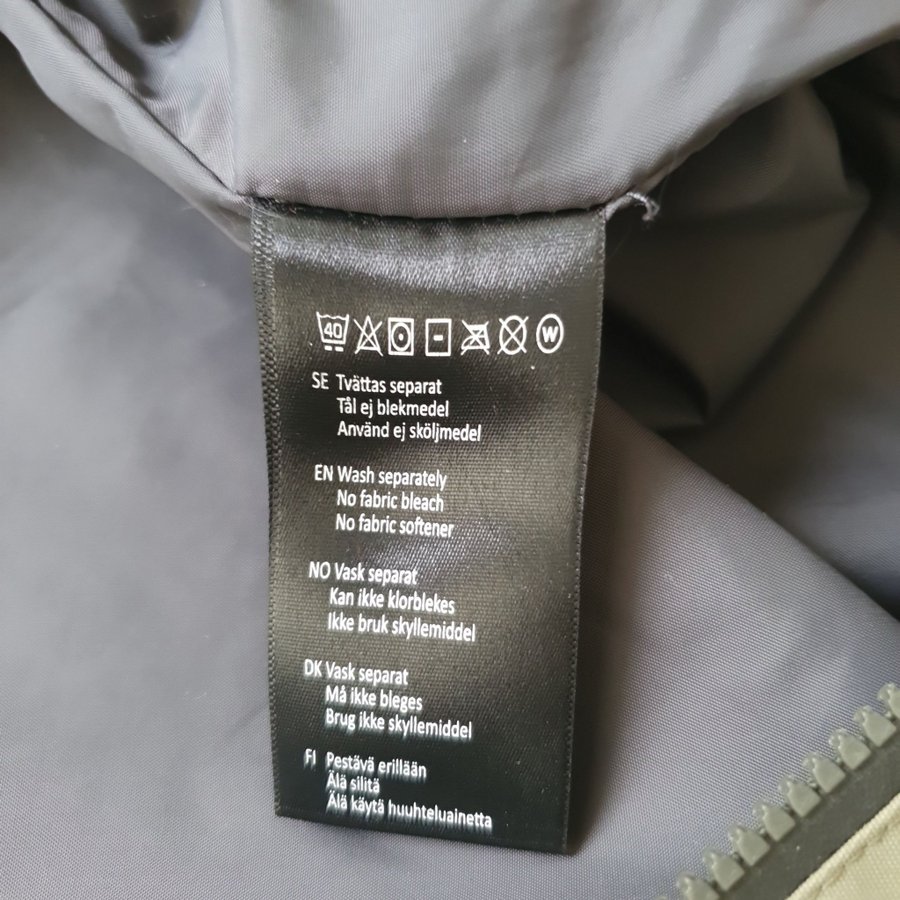 40 W
SE Tvättas separat
Tål ej blekmedel
Använd ej sköljmedel
EN Wash separately
No fabric bleach
No fabric softener
NO Vask separat
Kan ikke klorblekes
Ikke bruk skyllemiddel
DK Vask separat
Må ikke bleges
Brug ikke skyllemiddel
FI Pestävä erillään
Älä silitä
Älä käytä huuhteluainetta